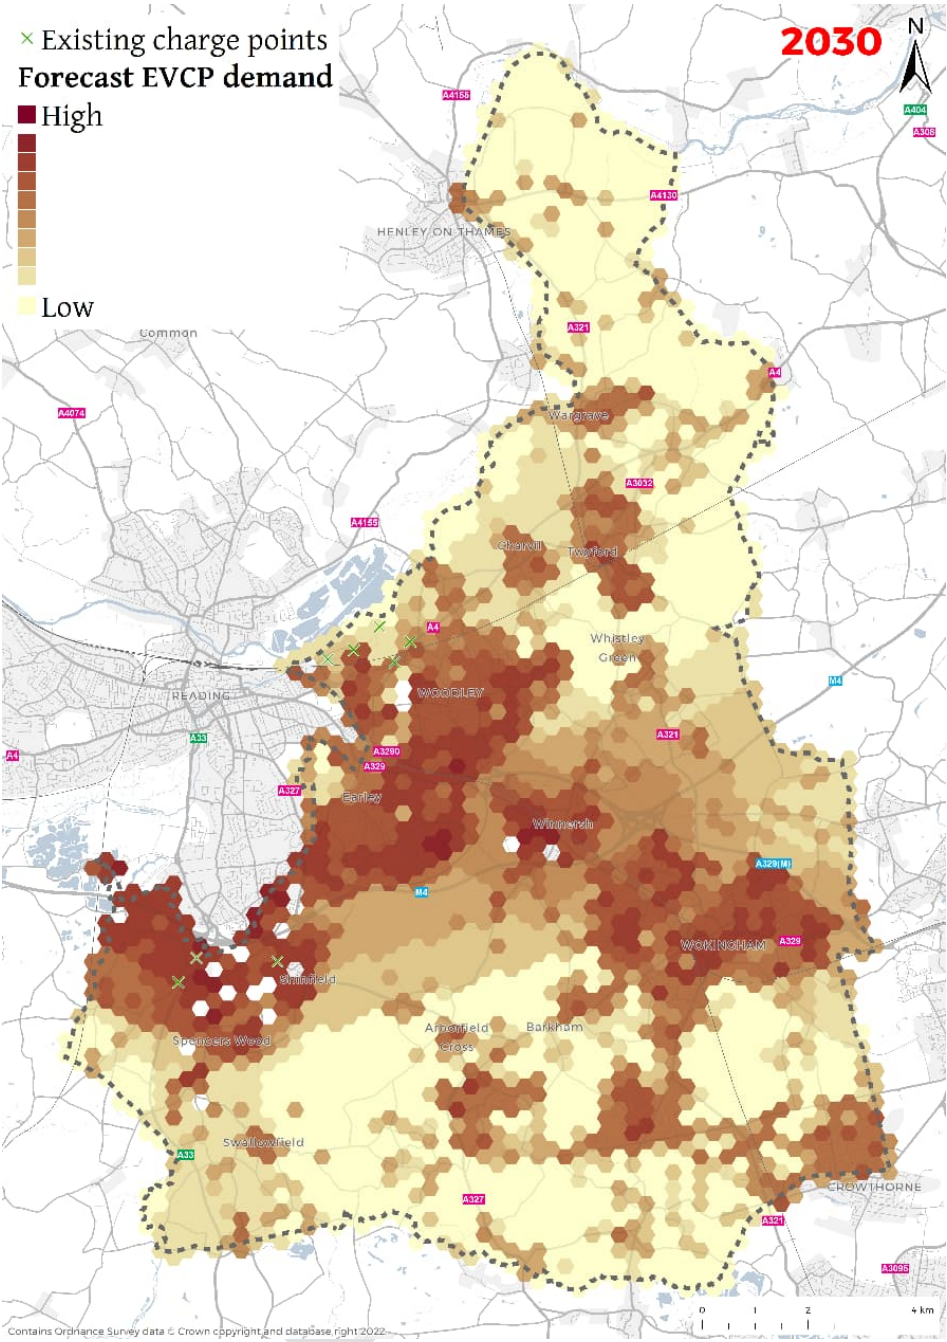 × Existing charge points
Forecast EVCP demand
High
Low
2030
N
A4155
A404
A308
A4130
HENLEY ON THAMES
A321
Common
A4
A4074
Wargrave
A3032
A4155
Charvil
Twyford
A4
Whistley
Green
M4
WOODLEY
READING
A33
A321
A4
A3290
A329
A327
Earley
Winnersh
A329(M)
M4
WOKINGHAM
A329
Shinfield
Arborfield
Cross
Barkham
Spencers Wood
Swallowfield
A33
CROWTHORNE
A327
A321
A3095
0 1 2 4 km
Contains Ordnance Survey data © Crown copyright and database right 2022